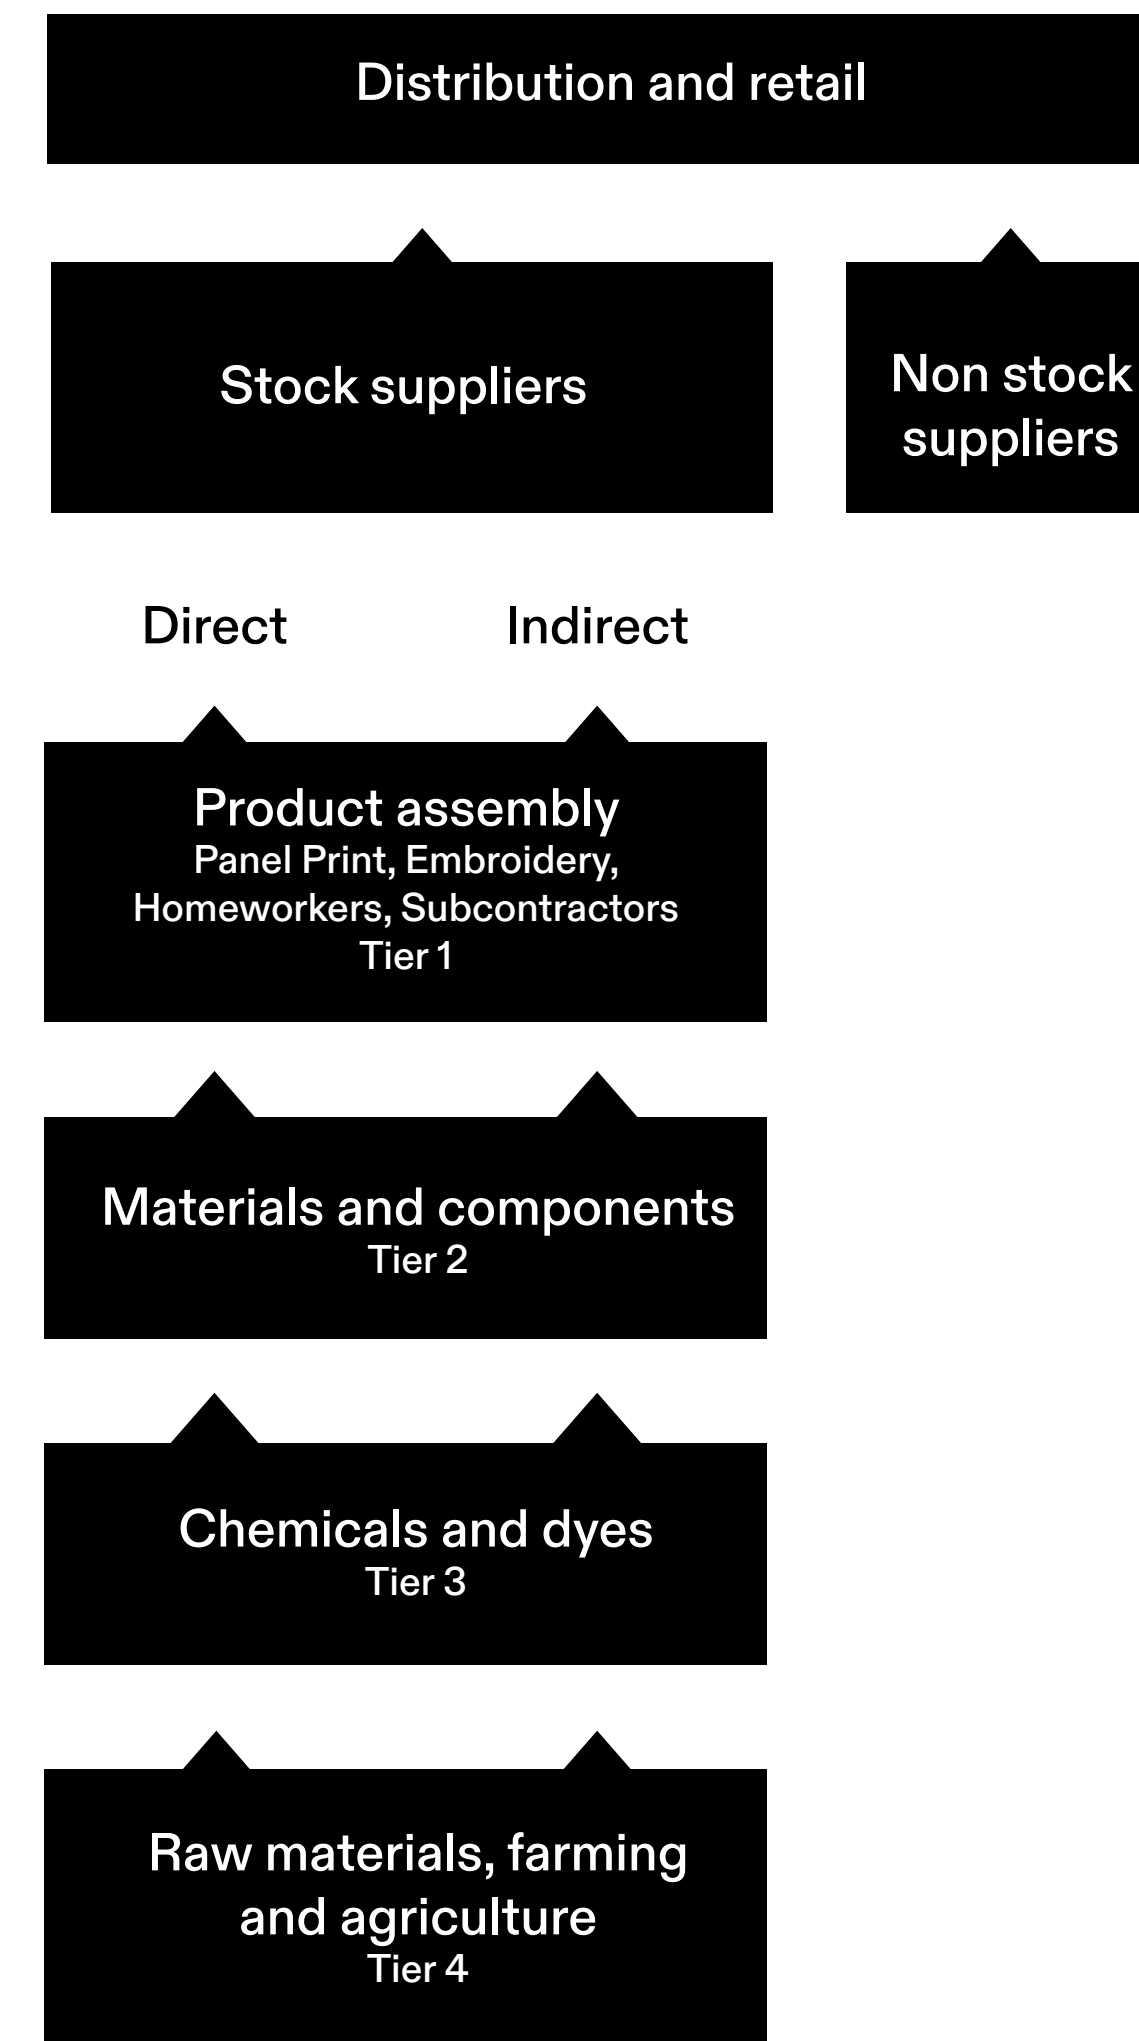 Distribution and retail
Stock suppliers
Non stock
suppliers
Direct
Indirect
Product assembly
Panel Print, Embroidery,
Homeworkers, Subcontractors
Tier 1
Materials and components
Tier 2
Chemicals and dyes
Tier 3
Raw materials, farming
and agriculture
Tier 4